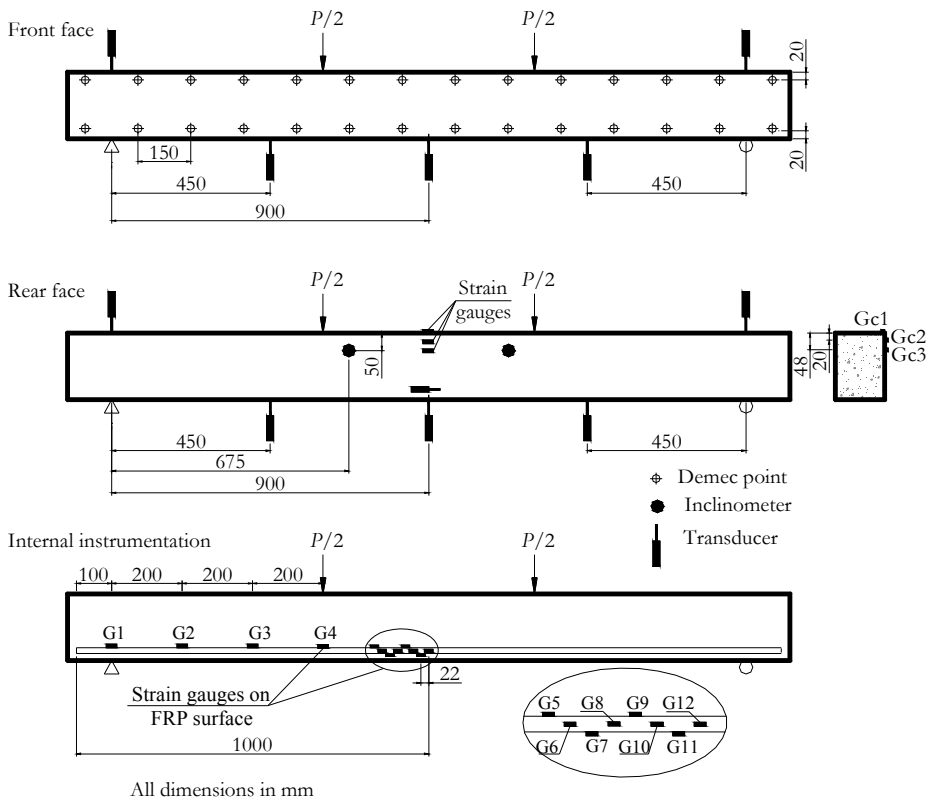 Front face
P/2
P/2
20
150
20
450
450
900
Rear face
P/2
Strain
gauges
P/2
Gc1
Gc2
Gc3
50
48
20
450
450
675
900
Demec point
Inclinometer
Transducer
Internal instrumentation
P/2
P/2
100
200
200
200
G1
G2
G3
G4
22
Strain gauges on
FRP surface
1000
G5
G8
G9
G12
G6
G7
G10
G11
All dimensions in mm